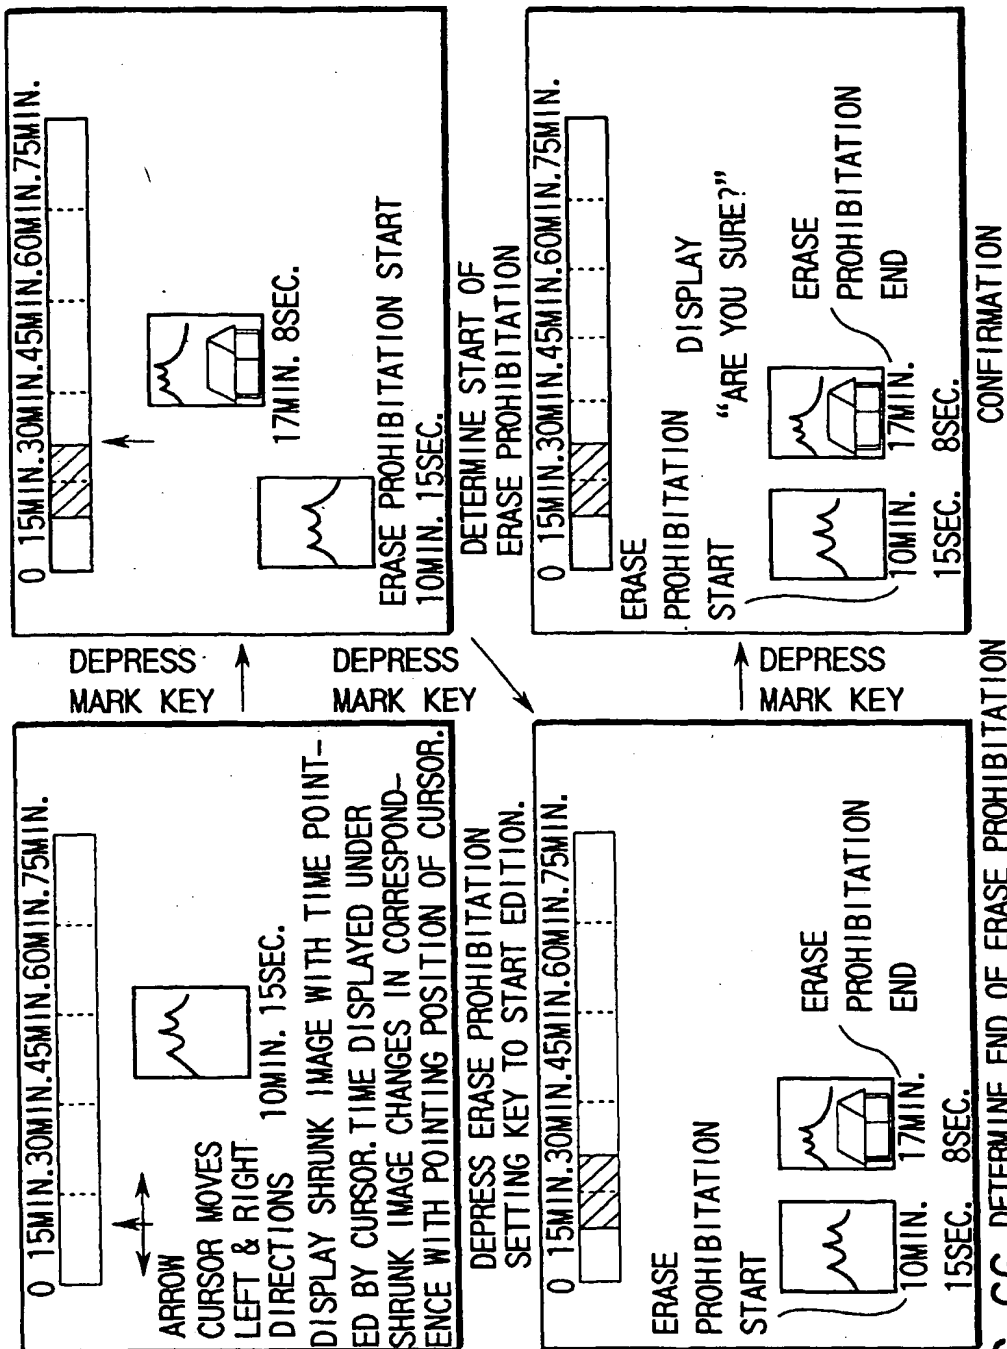 0 15MIN.30MIN.45MIN.60MIN.75MIN.
ARROW
CURSOR MOVES
LEFT & RIGHT
DIRECTIONS
10MIN. 15SEC.
DISPLAY SHRUNK IMAGE WITH TIME POINT-
ED BY CURSOR.TIME DISPLAYED UNDER
SHRUNK IMAGE CHANGES IN CORRESPOND-
ENCE WITH POINTING POSITION OF CURSOR.
DEPRESS ERASE PROHIBITATION
SETTING KEY TO START EDITION.
DEPRESS
MARK KEY
0 15MIN.30MIN.45MIN.60MIN.75MIN.
17MIN. 8SEC.
ERASE PROHIBITATION START
10MIN. 15SEC.
DETERMINE START OF
ERASE PROHIBITATION
DEPRESS
MARK KEY
0 15MIN.30MIN.45MIN.60MIN.75MIN.
ERASE
PROHIBITATION
START
10MIN.
15SEC.
17MIN.
8SEC.
ERASE
PROHIBITATION
END
DETERMINE END OF ERASE PROHIBITATION
DEPRESS
MARK KEY
0 15MIN.30MIN.45MIN.60MIN.75MIN.
ERASE
PROHIBITATION
START
DISPLAY
"ARE YOU SURE?"
10MIN.
15SEC.
17MIN.
8SEC.
ERASE
PROHIBITATION
END
CONFIRMATION